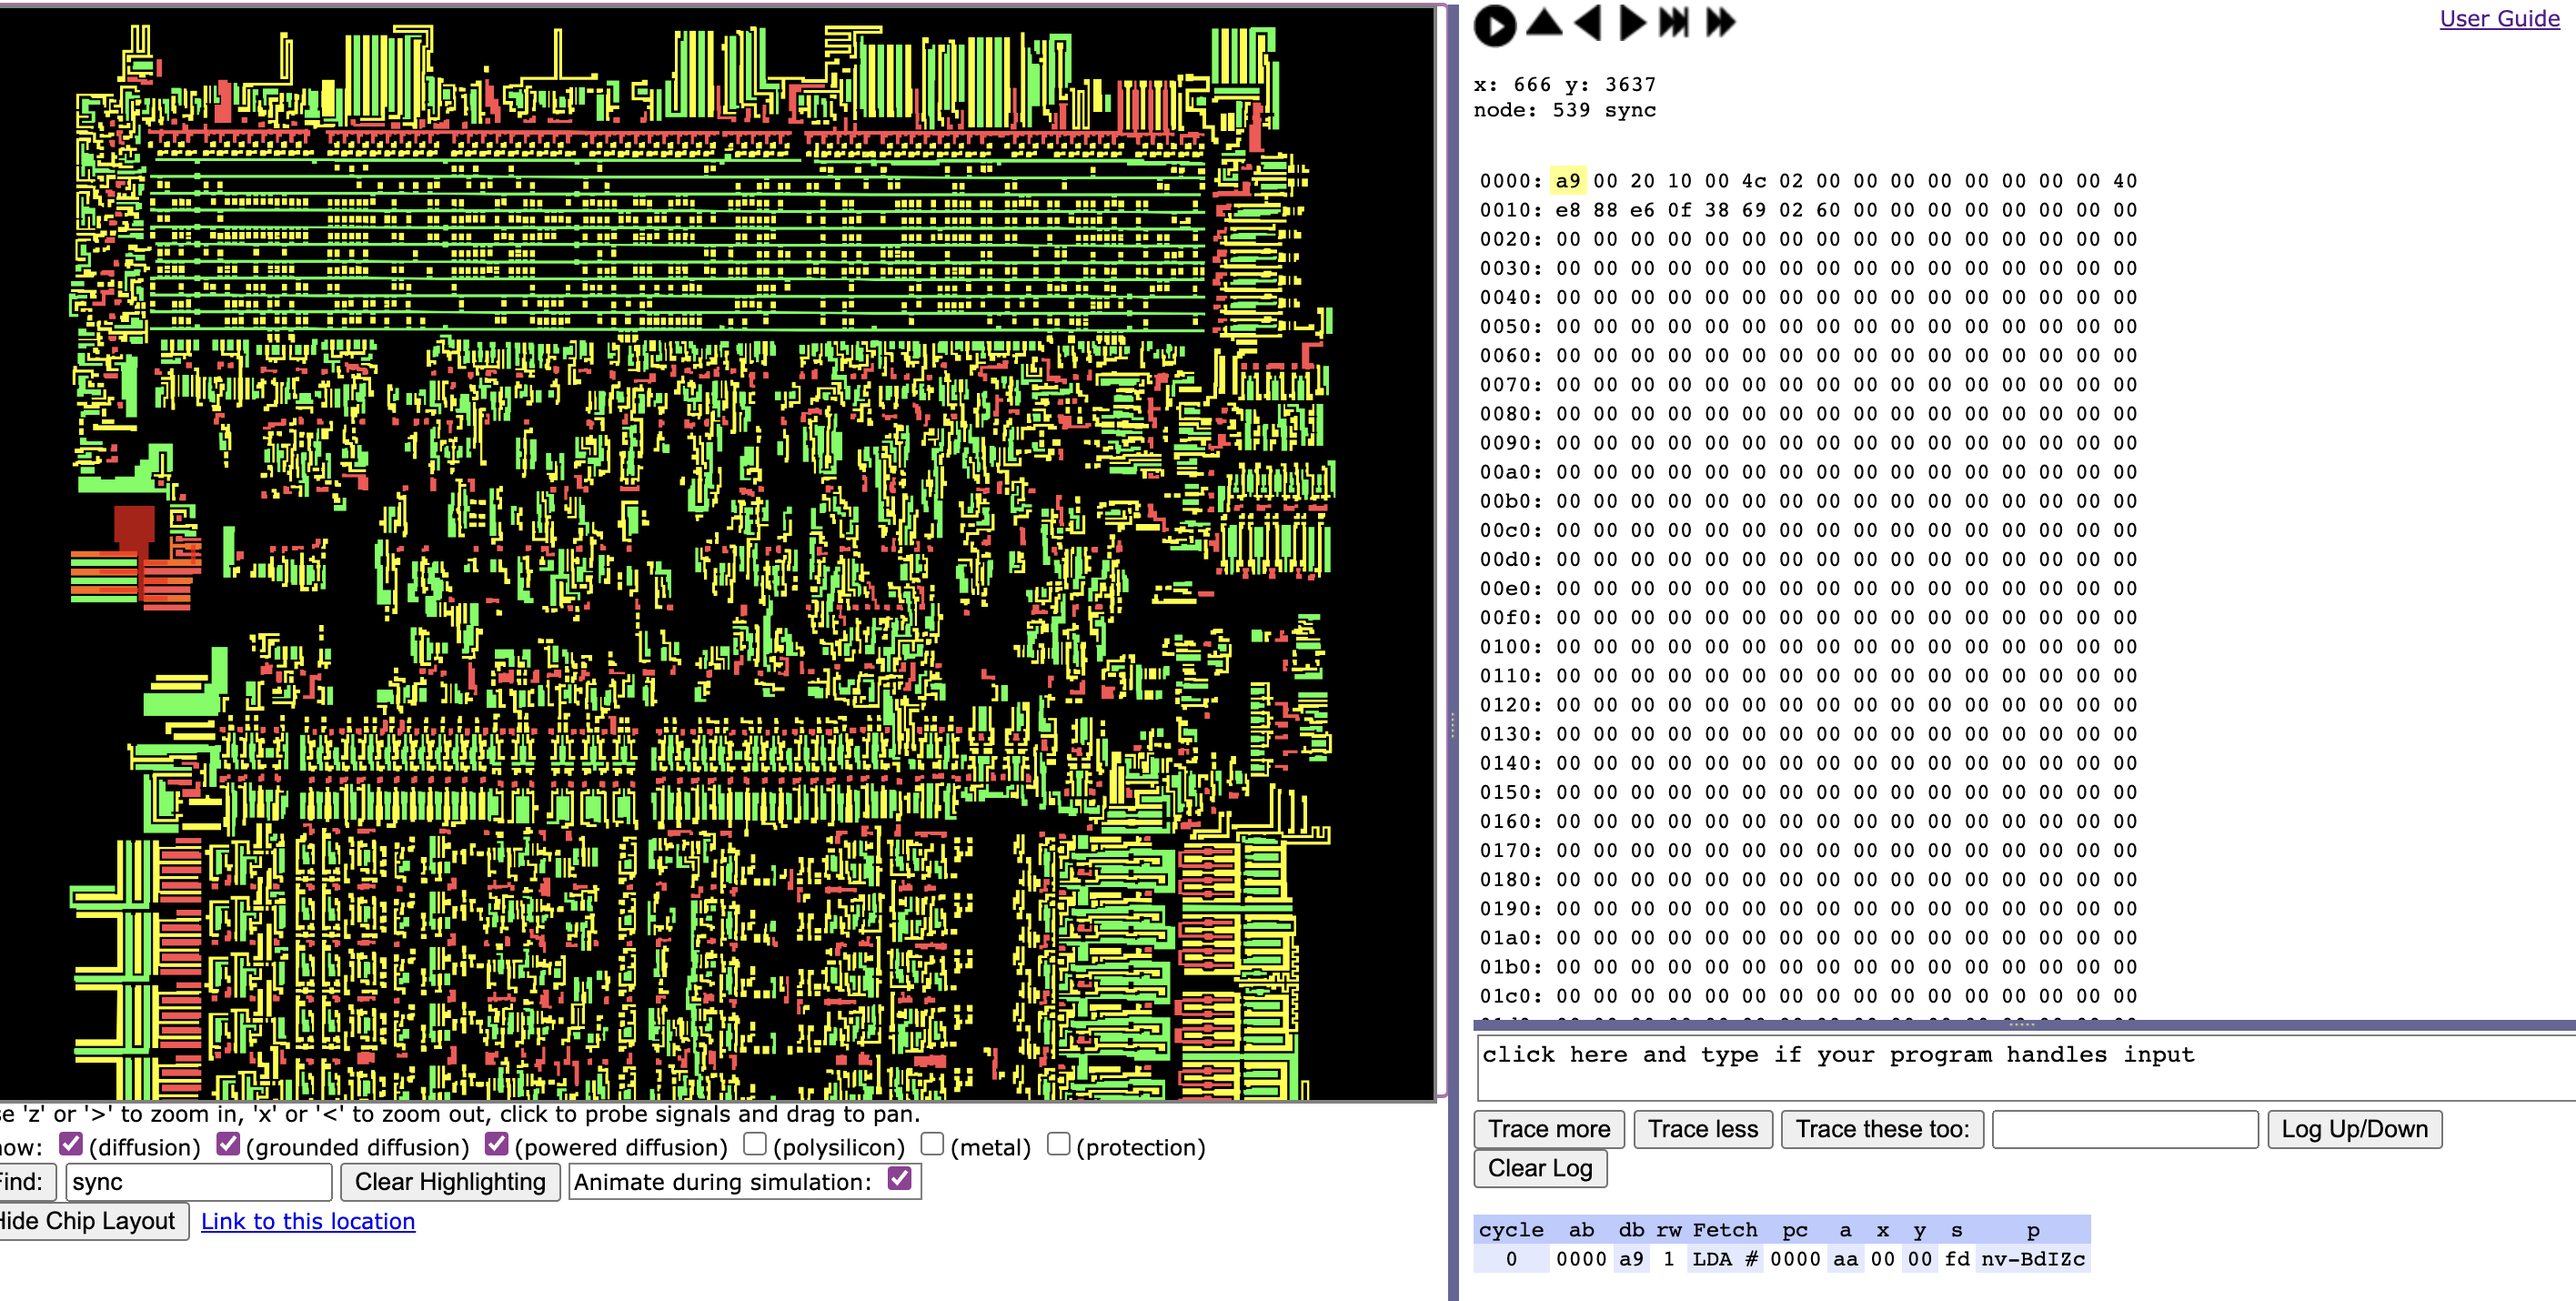 User Guide
x: 666 y: 3637
node: 539 sync
0000: a9 00 20 10 00 4c 02 00 00 00 00 00 00 00 00 40
0010: e8 88 e6 0f 38 69 02 60 00 00 00 00 00 00 00 00
0020: 00 00 00 00 00 00 00 00 00 00 00 00 00 00 00 00
0030: 00 00 00 00 00 00 00 00 00 00 00 00 00 00 00 00
0040: 00 00 00 00 00 00 00 00 00 00 00 00 00 00 00 00
0050: 00 00 00 00 00 00 00 00 00 00 00 00 00 00 00 00
0060: 00 00 00 00 00 00 00 00 00 00 00 00 00 00 00 00
0070: 00 00 00 00 00 00 00 00 00 00 00 00 00 00 00 00
0080: 00 00 00 00 00 00 00 00 00 00 00 00 00 00 00 00
0090: 00 00 00 00 00 00 00 00 00 00 00 00 00 00 00 00
00a0: 00 00 00 00 00 00 00 00 00 00 00 00 00 00 00 00
00b0: 00 00 00 00 00 00 00 00 00 00 00 00 00 00 00 00
00c0: 00 00 00 00 00 00 00 00 00 00 00 00 00 00 00 00
00d0: 00 00 00 00 00 00 00 00 00 00 00 00 00 00 00 00
00e0: 00 00 00 00 00 00 00 00 00 00 00 00 00 00 00 00
00f0: 00 00 00 00 00 00 00 00 00 00 00 00 00 00 00 00
0100: 00 00 00 00 00 00 00 00 00 00 00 00 00 00 00 00
0110: 00 00 00 00 00 00 00 00 00 00 00 00 00 00 00 00
0120: 00 00 00 00 00 00 00 00 00 00 00 00 00 00 00 00
0130: 00 00 00 00 00 00 00 00 00 00 00 00 00 00 00 00
0140: 00 00 00 00 00 00 00 00 00 00 00 00 00 00 00 00
0150: 00 00 00 00 00 00 00 00 00 00 00 00 00 00 00 00
0160: 00 00 00 00 00 00 00 00 00 00 00 00 00 00 00 00
0170: 00 00 00 00 00 00 00 00 00 00 00 00 00 00 00 00
0180: 00 00 00 00 00 00 00 00 00 00 00 00 00 00 00 00
0190: 00 00 00 00 00 00 00 00 00 00 00 00 00 00 00 00
01a0: 00 00 00 00 00 00 00 00 00 00 00 00 00 00 00 00
01b0: 00 00 00 00 00 00 00 00 00 00 00 00 00 00 00 00
01c0: 00 00 00 00 00 00 00 00 00 00 00 00 00 00 00 00
click here and type if your program handles input
Trace more Trace less Trace these too: Log Up/Down
Clear Log
cycle ab db rw Fetch pc a x y s p
0 0000 a9 1 LDA # 0000 aa 00 00 fd nv-BdIZc
se 'z' or '>' to zoom in, 'x' or '<' to zoom out, click to probe signals and drag to pan.
how: (diffusion) (grounded diffusion) (powered diffusion) (polysilicon) (metal) (protection)
Find: sync Clear Highlighting Animate during simulation:
Hide Chip Layout Link to this location